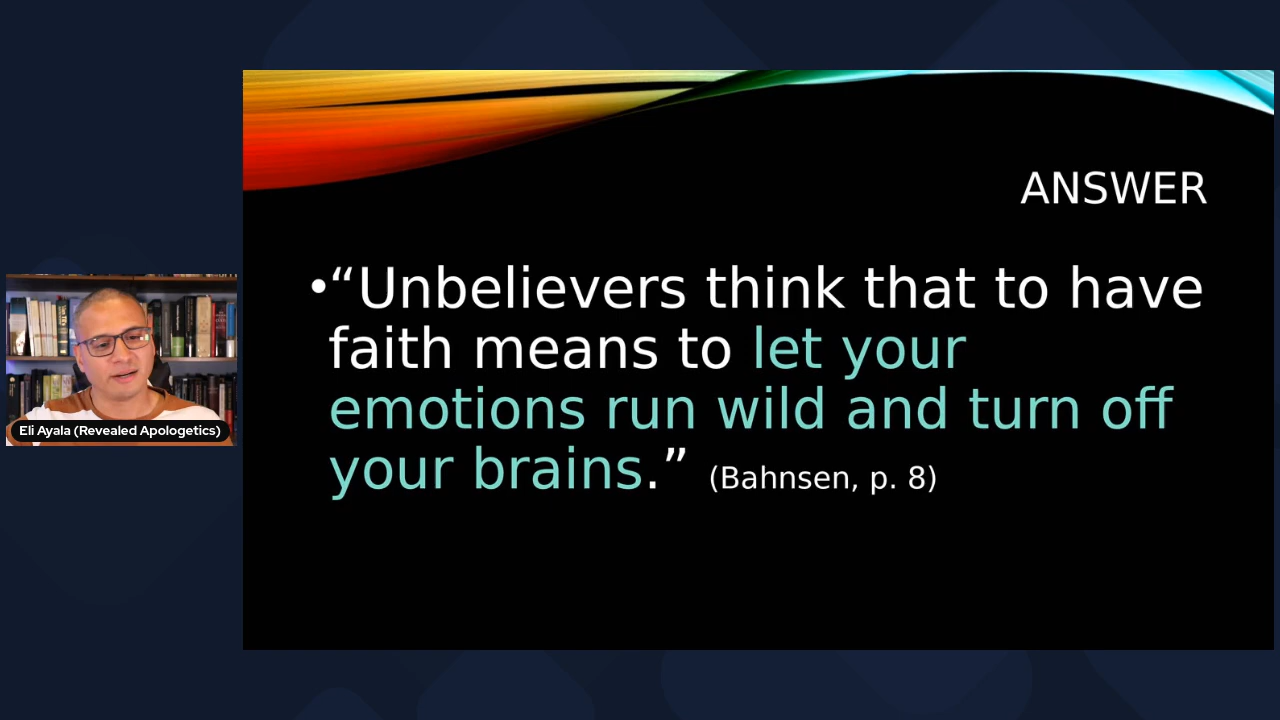 ANSWER
•“Unbelievers think that to have
faith means to let your
emotions run wild and turn off
your brains.” (Bahnsen, p. 8)
Eli Ayala (Revealed Apologetics)